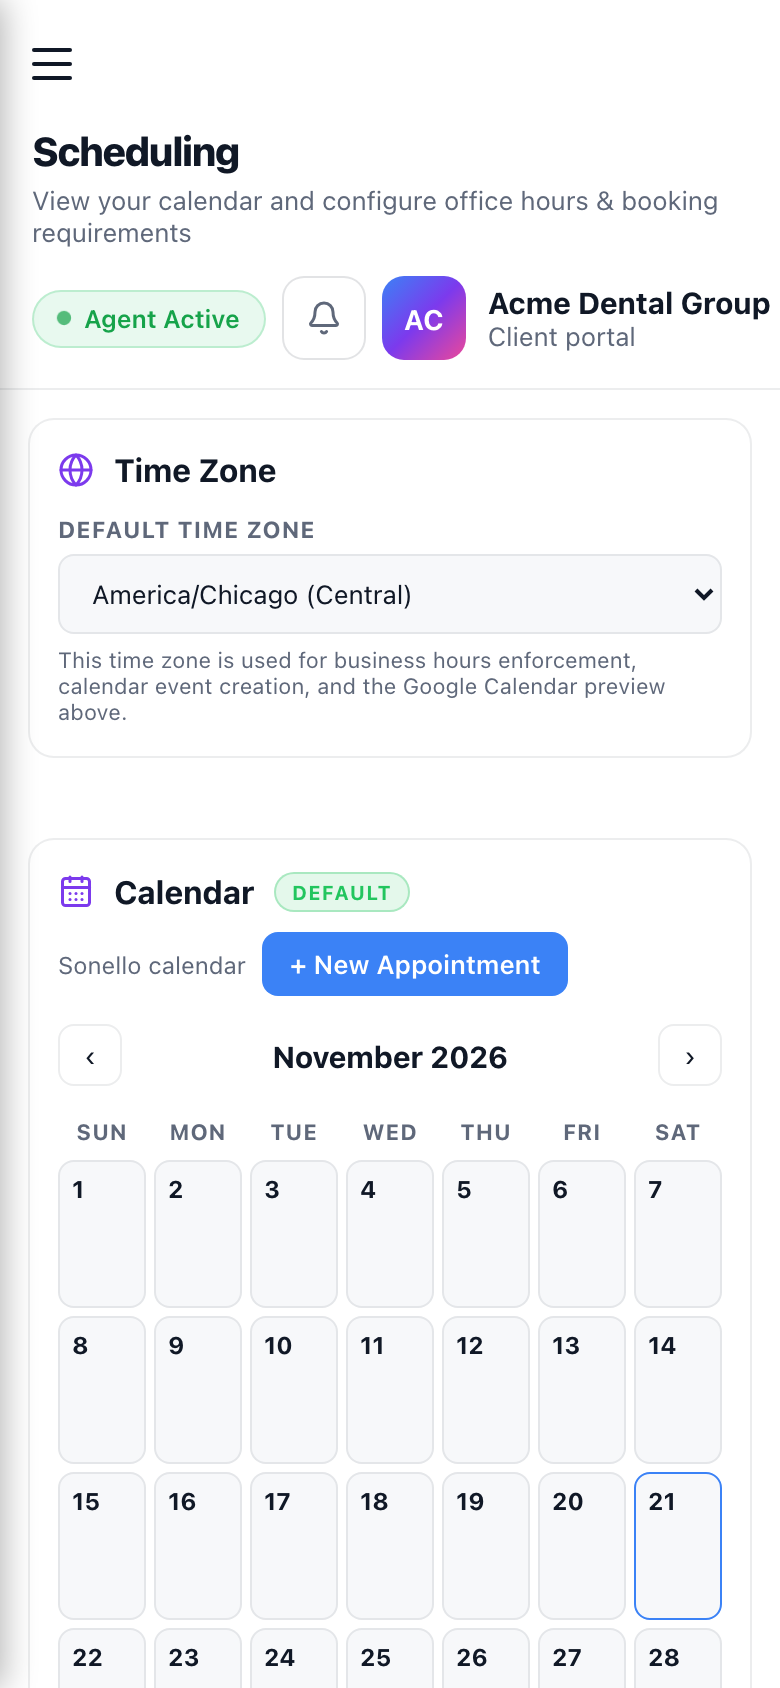 Scheduling
View your calendar and configure office hours & booking
requirements
Agent Active
AC
Acme Dental Group
Client portal
Time Zone
DEFAULT TIME ZONE
America/Chicago (Central)
This time zone is used for business hours enforcement,
calendar event creation, and the Google Calendar preview
above.
Calendar
DEFAULT
Sonello calendar
+ New Appointment
‹ November 2026 ›
SUN MON TUE WED THU FRI SAT
1 2 3 4 5 6 7
8 9 10 11 12 13 14
15 16 17 18 19 20 21
22 23 24 25 26 27 28